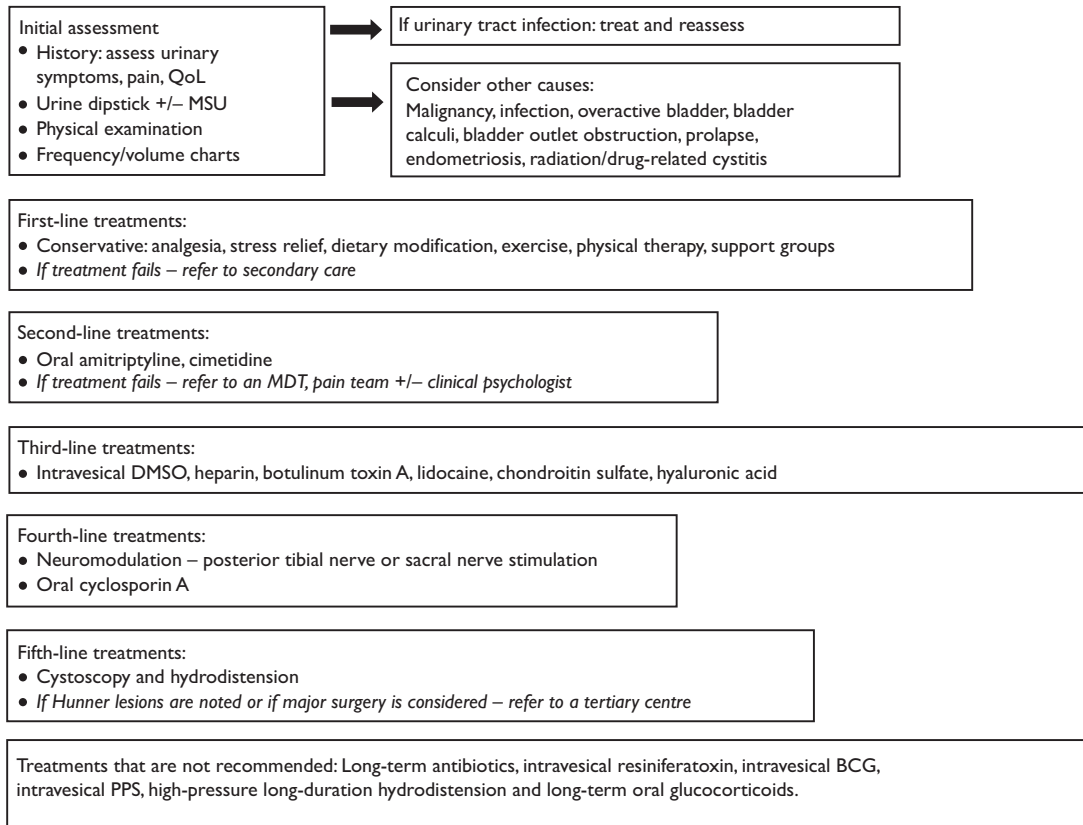 Initial assessment
● History: assess urinary
symptoms, pain, QoL
● Urine dipstick +/– MSU
● Physical examination
● Frequency/volume charts
If urinary tract infection: treat and reassess
Consider other causes:
Malignancy, infection, overactive bladder, bladder
calculi, bladder outlet obstruction, prolapse,
endometriosis, radiation/drug-related cystitis
First-line treatments:
● Conservative: analgesia, stress relief, dietary modification, exercise, physical therapy, support groups
● If treatment fails – refer to secondary care
Second-line treatments:
● Oral amitriptyline, cimetidine
● If treatment fails – refer to an MDT, pain team +/– clinical psychologist
Third-line treatments:
● Intravesical DMSO, heparin, botulinum toxin A, lidocaine, chondroitin sulfate, hyaluronic acid
Fourth-line treatments:
● Neuromodulation – posterior tibial nerve or sacral nerve stimulation
● Oral cyclosporin A
Fifth-line treatments:
● Cystoscopy and hydrodistension
● If Hunner lesions are noted or if major surgery is considered – refer to a tertiary centre
Treatments that are not recommended: Long-term antibiotics, intravesical resiniferatoxin, intravesical BCG,
intravesical PPS, high-pressure long-duration hydrodistension and long-term oral glucocorticoids.